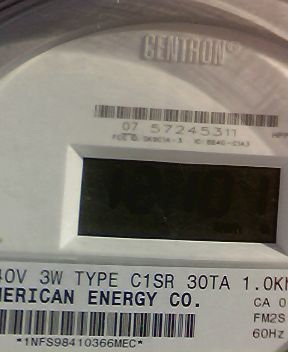 CENTRON®
07 57245311
40V 3W TYPE C1SR 30TA 1.0K
MERICAN ENERGY CO.
CA 0
FM2S
60Hz
*1NFS98410366MEC*